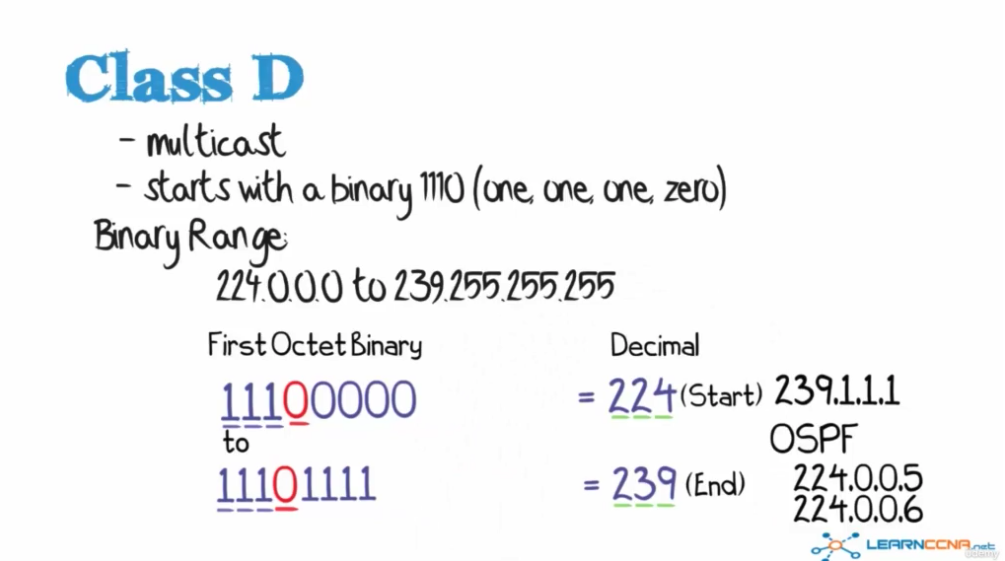 Class D
- multicast
- starts with a binary 1110 (one, one, one, zero)
Binary Range:
224.0.0.0 to 239.255.255.255
First Octet Binary
Decimal
11100000
= 224 (Start)
239.1.1.1
to
OSPF
11101111
= 239 (End)
224.0.0.5
224.0.0.6
LEARNCCNA.net
udemy